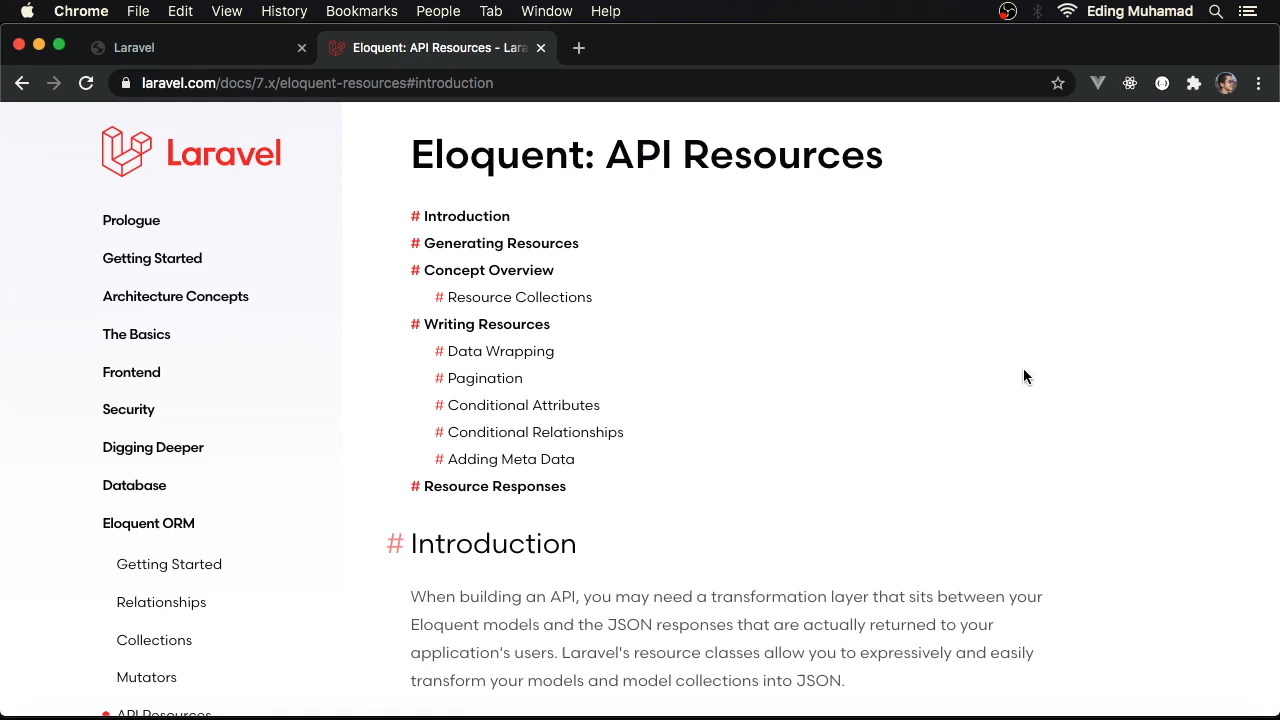 Chrome File Edit View History Bookmarks People Tab Window Help Eding Muhamad
Laravel
Eloquent: API Resources - Lara
laravel.com/docs/7.x/eloquent-resources#introduction
Laravel
Prologue
Getting Started
Architecture Concepts
The Basics
Frontend
Security
Digging Deeper
Database
Eloquent ORM
Getting Started
Relationships
Collections
Mutators
API Resources
Eloquent: API Resources
# Introduction
# Generating Resources
# Concept Overview
# Resource Collections
# Writing Resources
# Data Wrapping
# Pagination
# Conditional Attributes
# Conditional Relationships
# Adding Meta Data
# Resource Responses
# Introduction
When building an API, you may need a transformation layer that sits between your
Eloquent models and the JSON responses that are actually returned to your
application's users. Laravel's resource classes allow you to expressively and easily
transform your models and model collections into JSON.